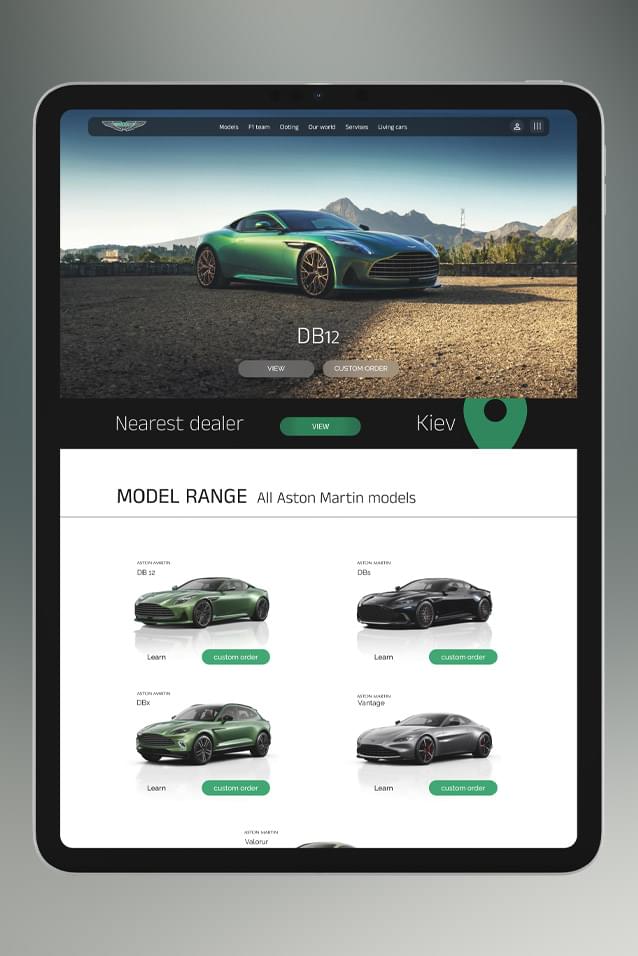 Models F1 team Ooting Our world Servises Living cars
DB12
VIEW CUSTOM ORDER
Nearest dealer VIEW Kiev
MODEL RANGE All Aston Martin models
ASTON MARTIN
DB 12
Learn custom order
ASTON MARTIN
DBs
Learn custom order
ASTON MARTIN
DBx
Learn custom order
ASTON MARTIN
Vantage
Learn custom order
ASTON MARTIN
Valorur